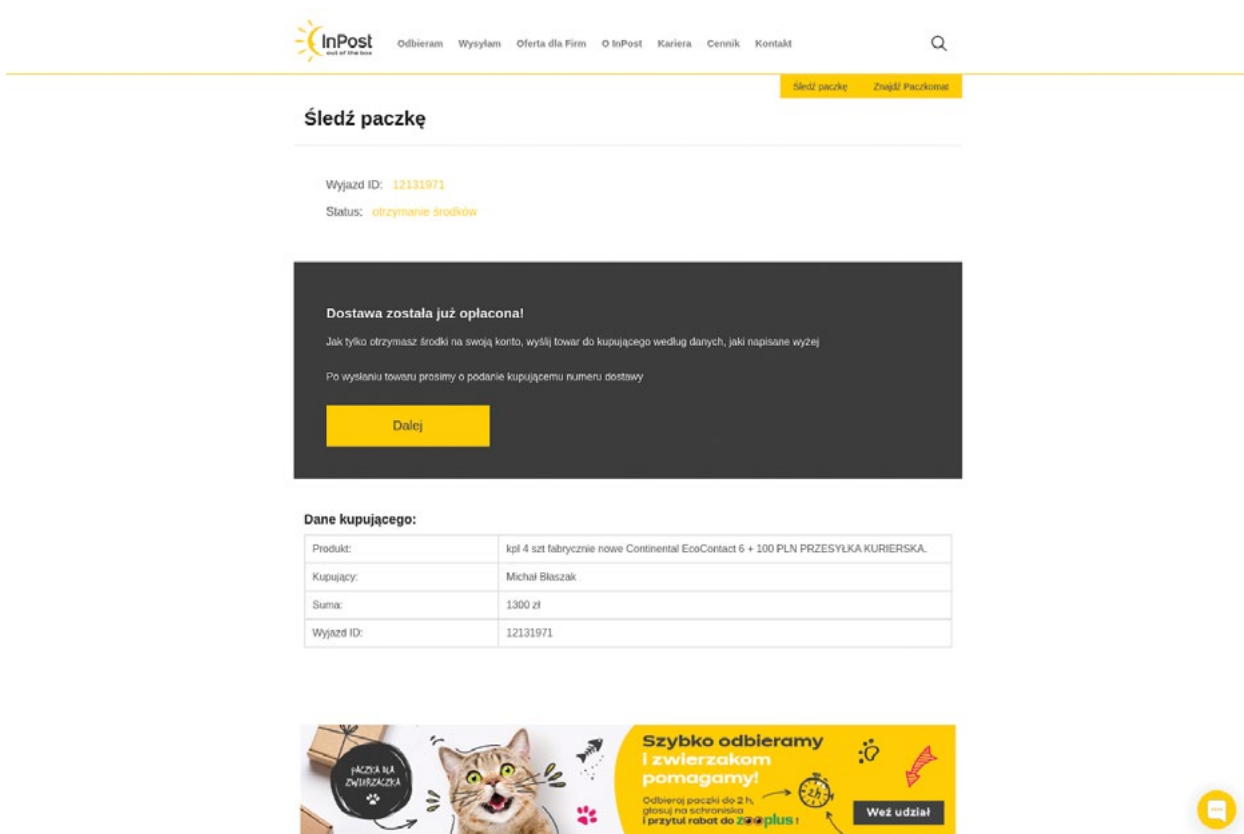 InPost
out of the box
Odbieram Wysyłam Oferta dla Firm O InPost Kariera Cennik Kontakt
Śledź paczkę Znajdź Paczkomat
Śledź paczkę
Wyjazd ID: 12131971
Status: otrzymanie środków
Dostawa została już opłacona!
Jak tylko otrzymasz środki na swoją konto, wyślij towar do kupującego według danych, jaki napisane wyżej
Po wysłaniu towaru prosimy o podanie kupującemu numeru dostawy
Dalej
Dane kupującego:
Produkt: kpl 4 szt fabrycznie nowe Continental EcoContact 6 + 100 PLN PRZESYŁKA KURIERSKA.
Kupujący: Michał Błaszak
Suma: 1300 zł
Wyjazd ID: 12131971
PACZKA DLA
ZWIERZACZKA
Szybko odbieramy
i zwierzakom
pomagamy!
Odbieraj paczki do 2 h,
głosuj na schroniska
i przytul rabat do zooplus!
2h
Weź udział